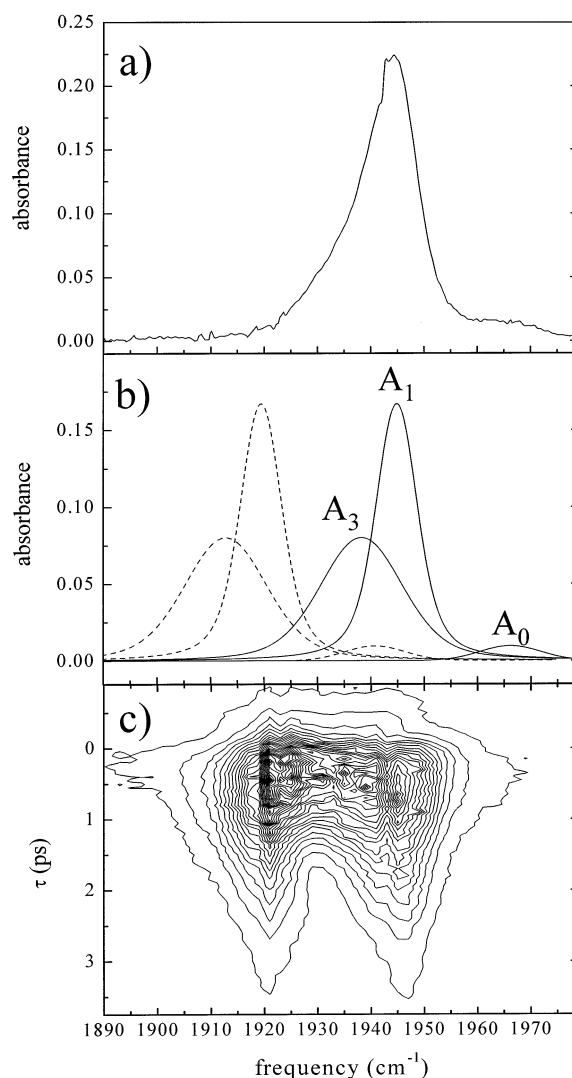 a)
0.25
0.20
0.15
0.10
0.05
0.00
absorbance
b)
A1
A3
A0
0.15
0.10
0.05
0.00
absorbance
c)
0
1
2
3
τ (ps)
1890 1900 1910 1920 1930 1940 1950 1960 1970
frequency (cm⁻¹)